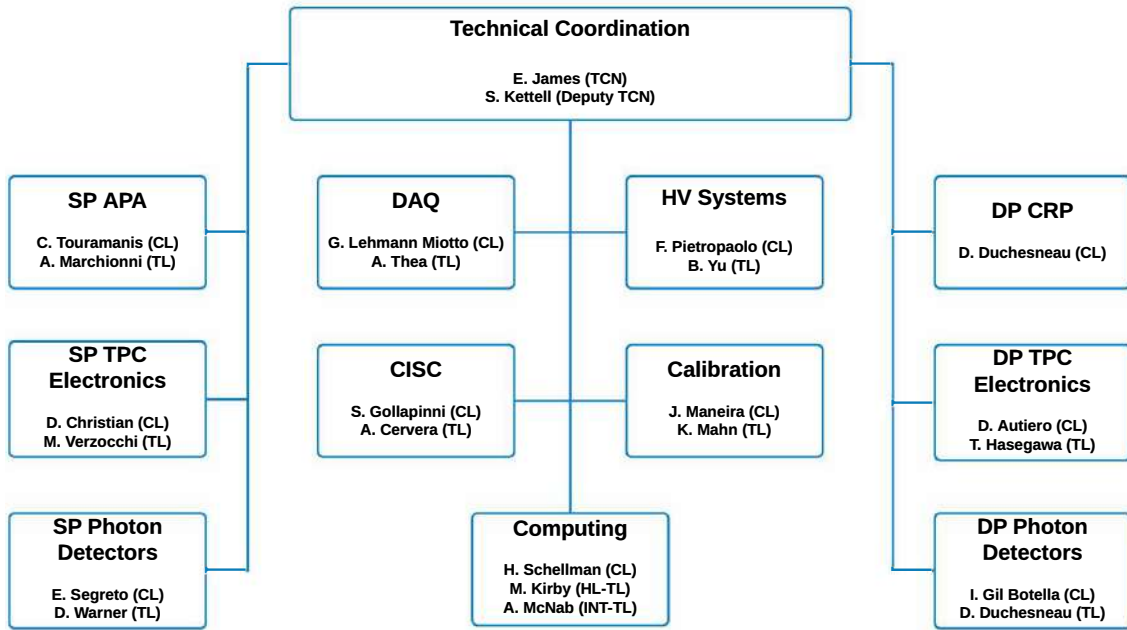 Technical Coordination
E. James (TCN)
S. Kettell (Deputy TCN)
SP APA
C. Touramanis (CL)
A. Marchionni (TL)
DAQ
G. Lehmann Miotto (CL)
A. Thea (TL)
HV Systems
F. Pietropaolo (CL)
B. Yu (TL)
DP CRP
D. Duchesneau (CL)
SP TPC
Electronics
D. Christian (CL)
M. Verzocchi (TL)
CISC
S. Gollapinni (CL)
A. Cervera (TL)
Calibration
J. Maneira (CL)
K. Mahn (TL)
DP TPC
Electronics
D. Autiero (CL)
T. Hasegawa (TL)
SP Photon
Detectors
E. Segreto (CL)
D. Warner (TL)
Computing
H. Schellman (CL)
M. Kirby (HL-TL)
A. McNab (INT-TL)
DP Photon
Detectors
I. Gil Botella (CL)
D. Duchesneau (TL)